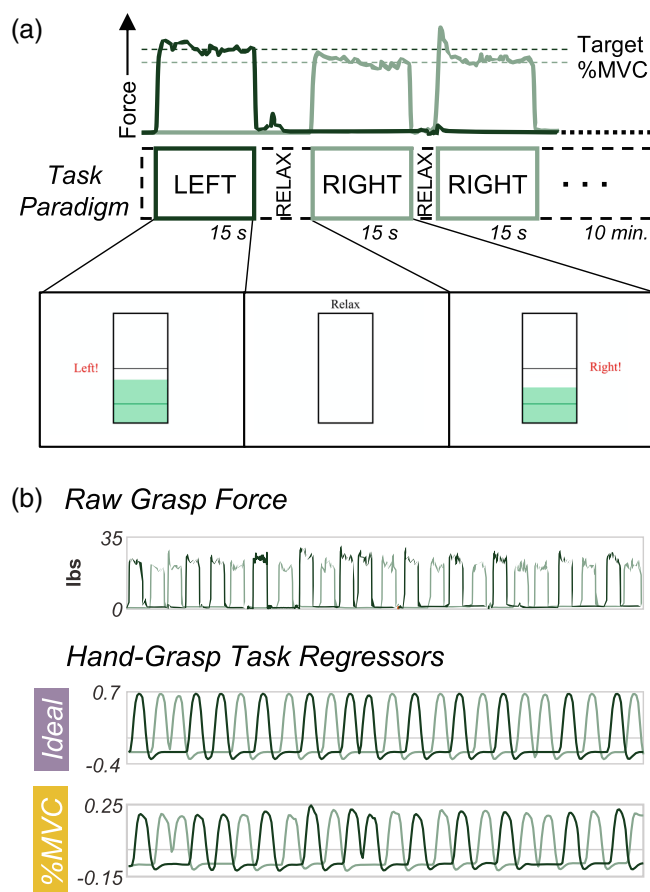 (a)
Force
Target
%MVC
Task
Paradigm
LEFT
RELAX
RIGHT
RELAX
RIGHT
. . .
15 s
15 s
15 s
10 min.
Left!
Relax
Right!
(b)
Raw Grasp Force
lbs
35
0
Hand-Grasp Task Regressors
Ideal
0.7
-0.4
%MVC
0.25
-0.15